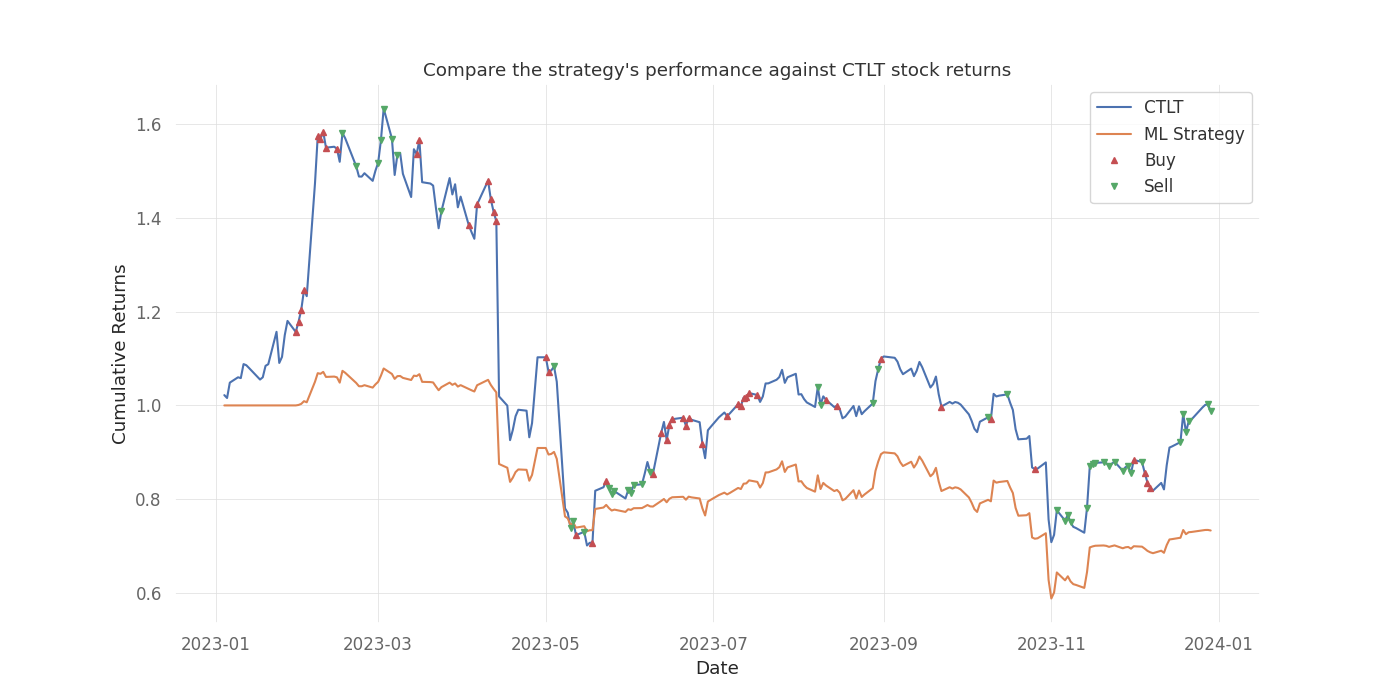 Compare the strategy's performance against CTLT stock returns
CTLT
ML Strategy
Buy
Sell
Cumulative Returns
1.6
1.4
1.2
1.0
0.8
0.6
2023-01
2023-03
2023-05
2023-07
2023-09
2023-11
2024-01
Date